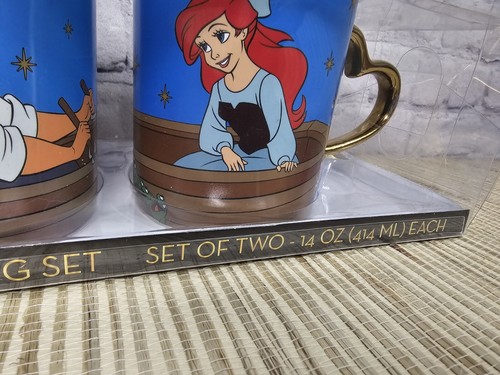 G SET SET OF TWO - 14 OZ (414 ML) EACH